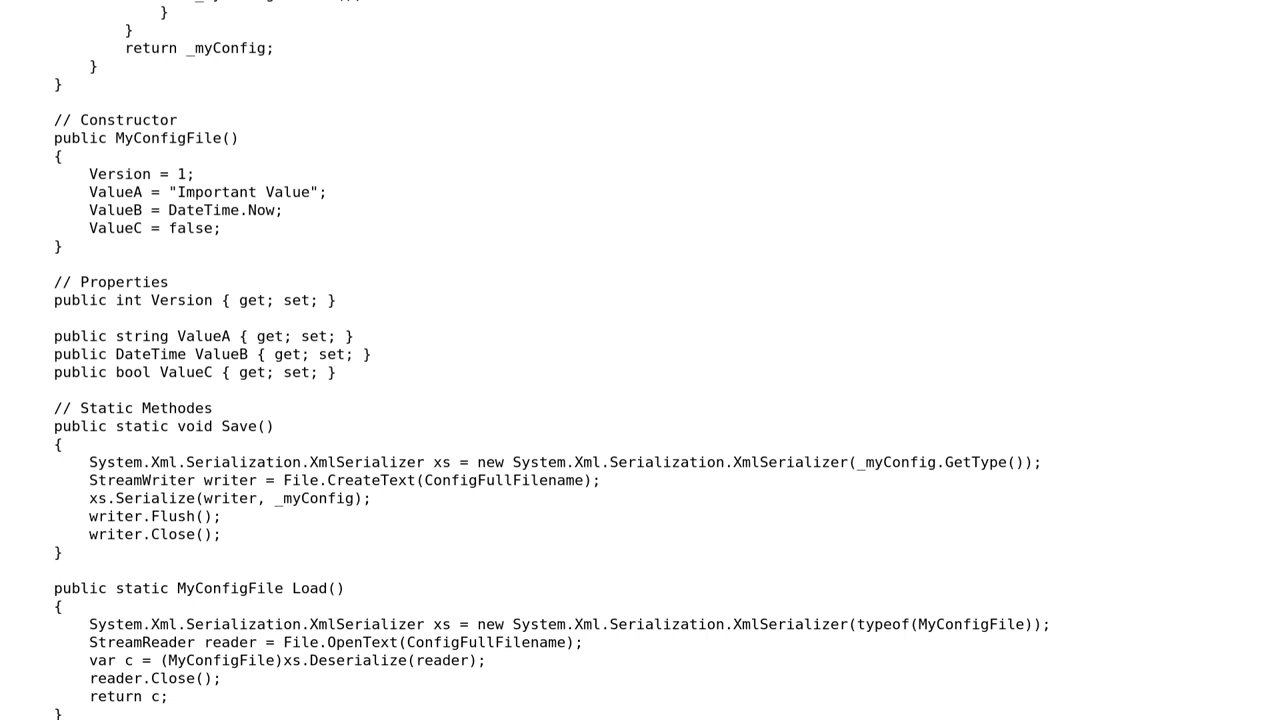 }
}
return _myConfig;
}
}
// Constructor
public MyConfigFile()
{
Version = 1;
ValueA = "Important Value";
ValueB = DateTime.Now;
ValueC = false;
}
// Properties
public int Version { get; set; }
public string ValueA { get; set; }
public DateTime ValueB { get; set; }
public bool ValueC { get; set; }
// Static Methodes
public static void Save()
{
System.Xml.Serialization.XmlSerializer xs = new System.Xml.Serialization.XmlSerializer(_myConfig.GetType());
StreamWriter writer = File.CreateText(ConfigFullFilename);
xs.Serialize(writer, _myConfig);
writer.Flush();
writer.Close();
}
public static MyConfigFile Load()
{
System.Xml.Serialization.XmlSerializer xs = new System.Xml.Serialization.XmlSerializer(typeof(MyConfigFile));
StreamReader reader = File.OpenText(ConfigFullFilename);
var c = (MyConfigFile)xs.Deserialize(reader);
reader.Close();
return c;
}